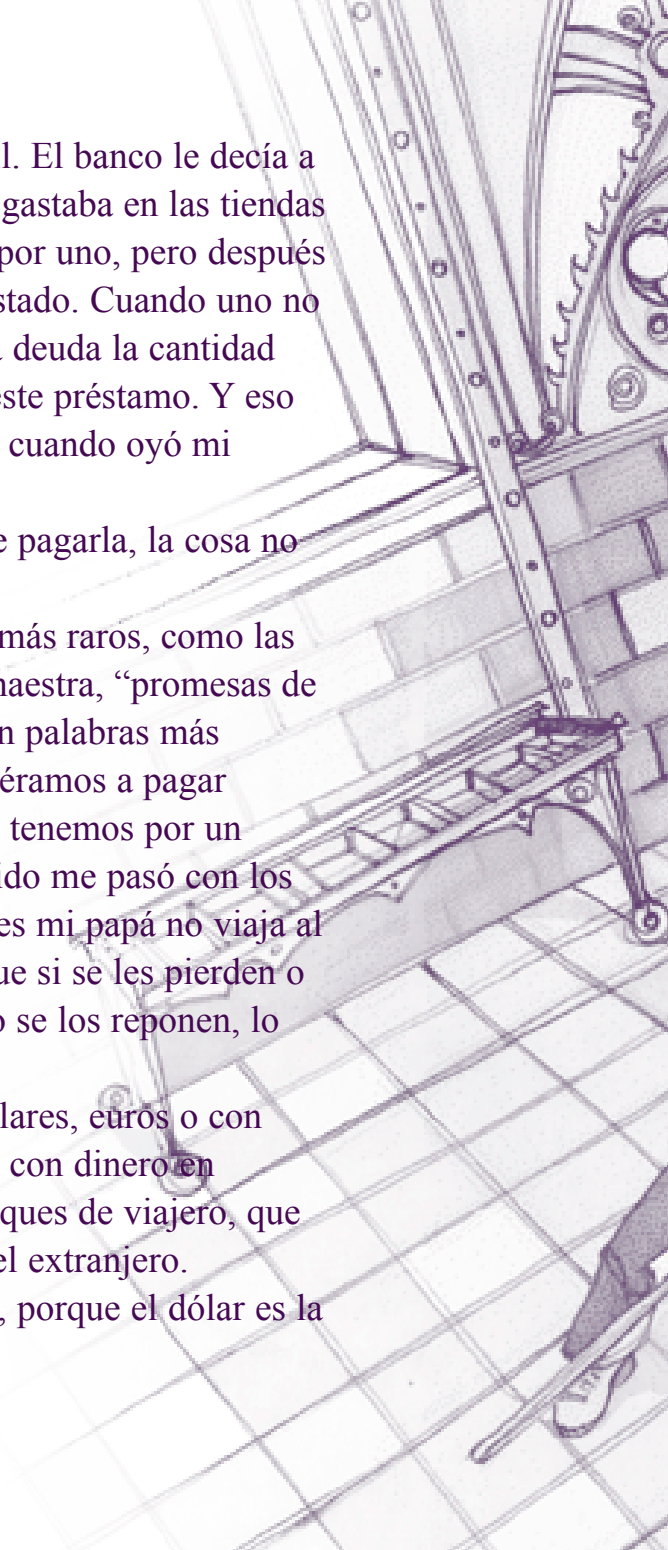 l. El banco le decía a
gastaba en las tiendas
por uno, pero después
stado. Cuando uno no
a deuda la cantidad
este préstamo. Y eso
cuando oyó mi
e pagarla, la cosa no
más raros, como las
naestra, “promesas de
n palabras más
éramos a pagar
tenemos por un
ido me pasó con los
es mi papá no viaja al
ue si se les pierden o
o se los reponen, lo
lares, euros o con
con dinero en
ques de viajero, que
el extranjero.
, porque el dólar es la